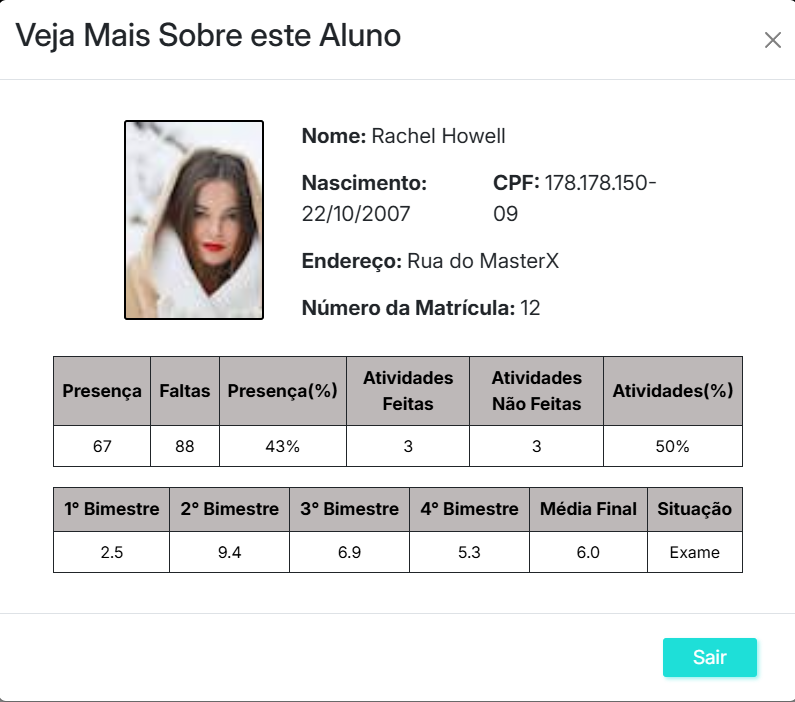 Veja Mais Sobre este Aluno
Nome: Rachel Howell
Nascimento: 22/10/2007
CPF: 178.178.150-09
Endereço: Rua do MasterX
Número da Matrícula: 12
Presença Faltas Presença(%) Atividades Feitas Atividades Não Feitas Atividades(%)
67 88 43% 3 3 50%
1° Bimestre 2° Bimestre 3° Bimestre 4° Bimestre Média Final Situação
2.5 9.4 6.9 5.3 6.0 Exame
Sair